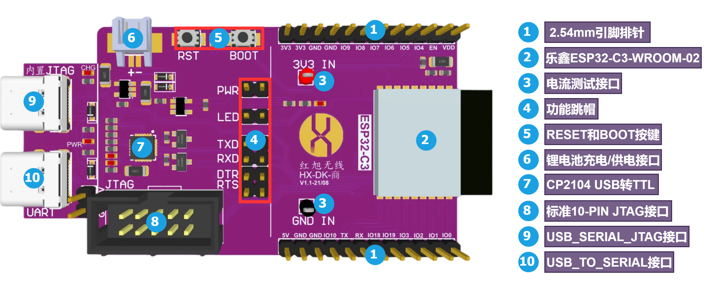 6
5
1
RST
BOOT
3V3 3V3 GND GND IO9 IO8 IO7 IO6 IO5 IO4 EN VDD
内置JTAG
CHG
9
3V3 IN
3
PWR
LED
4
TXD
RXD
DTR
RTS
7
PWR
10
UART
JTAG
8
红旭无线
HX-DK-商
V1.1-21/06
ESP32-C3
2
3
GND IN
5V GND GND IO10 TX RX IO18 IO19 IO3 IO2 IO1 IO0
1
1 2.54mm引脚排针
2 乐鑫ESP32-C3-WROOM-02
3 电流测试接口
4 功能跳帽
5 RESET和BOOT按键
6 锂电池充电/供电接口
7 CP2104 USB转TTL
8 标准10-PIN JTAG接口
9 USB_SERIAL_JTAG接口
10 USB_TO_SERIAL接口